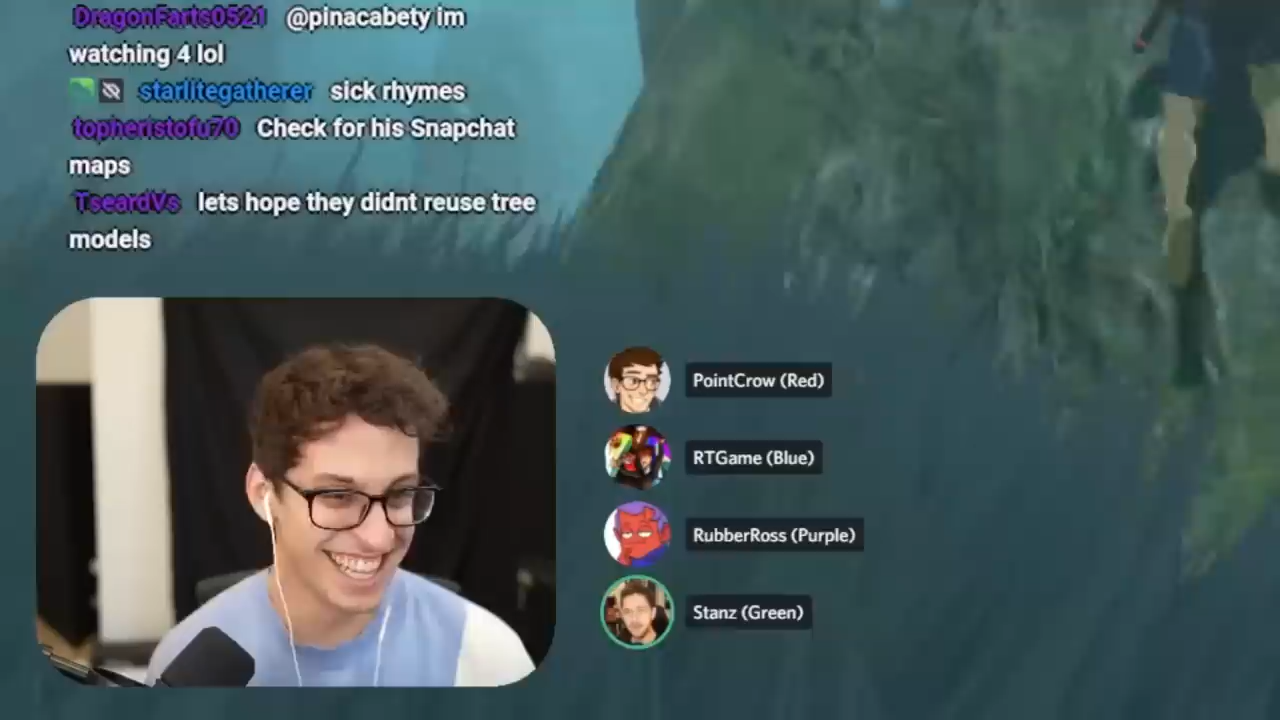 DragonFarts0521 @pinacabety im
watching 4 lol
starlitegatherer sick rhymes
topheristofu70 Check for his Snapchat
maps
TseardVs lets hope they didnt reuse tree
models
PointCrow (Red)
RTGame (Blue)
RubberRoss (Purple)
Stanz (Green)